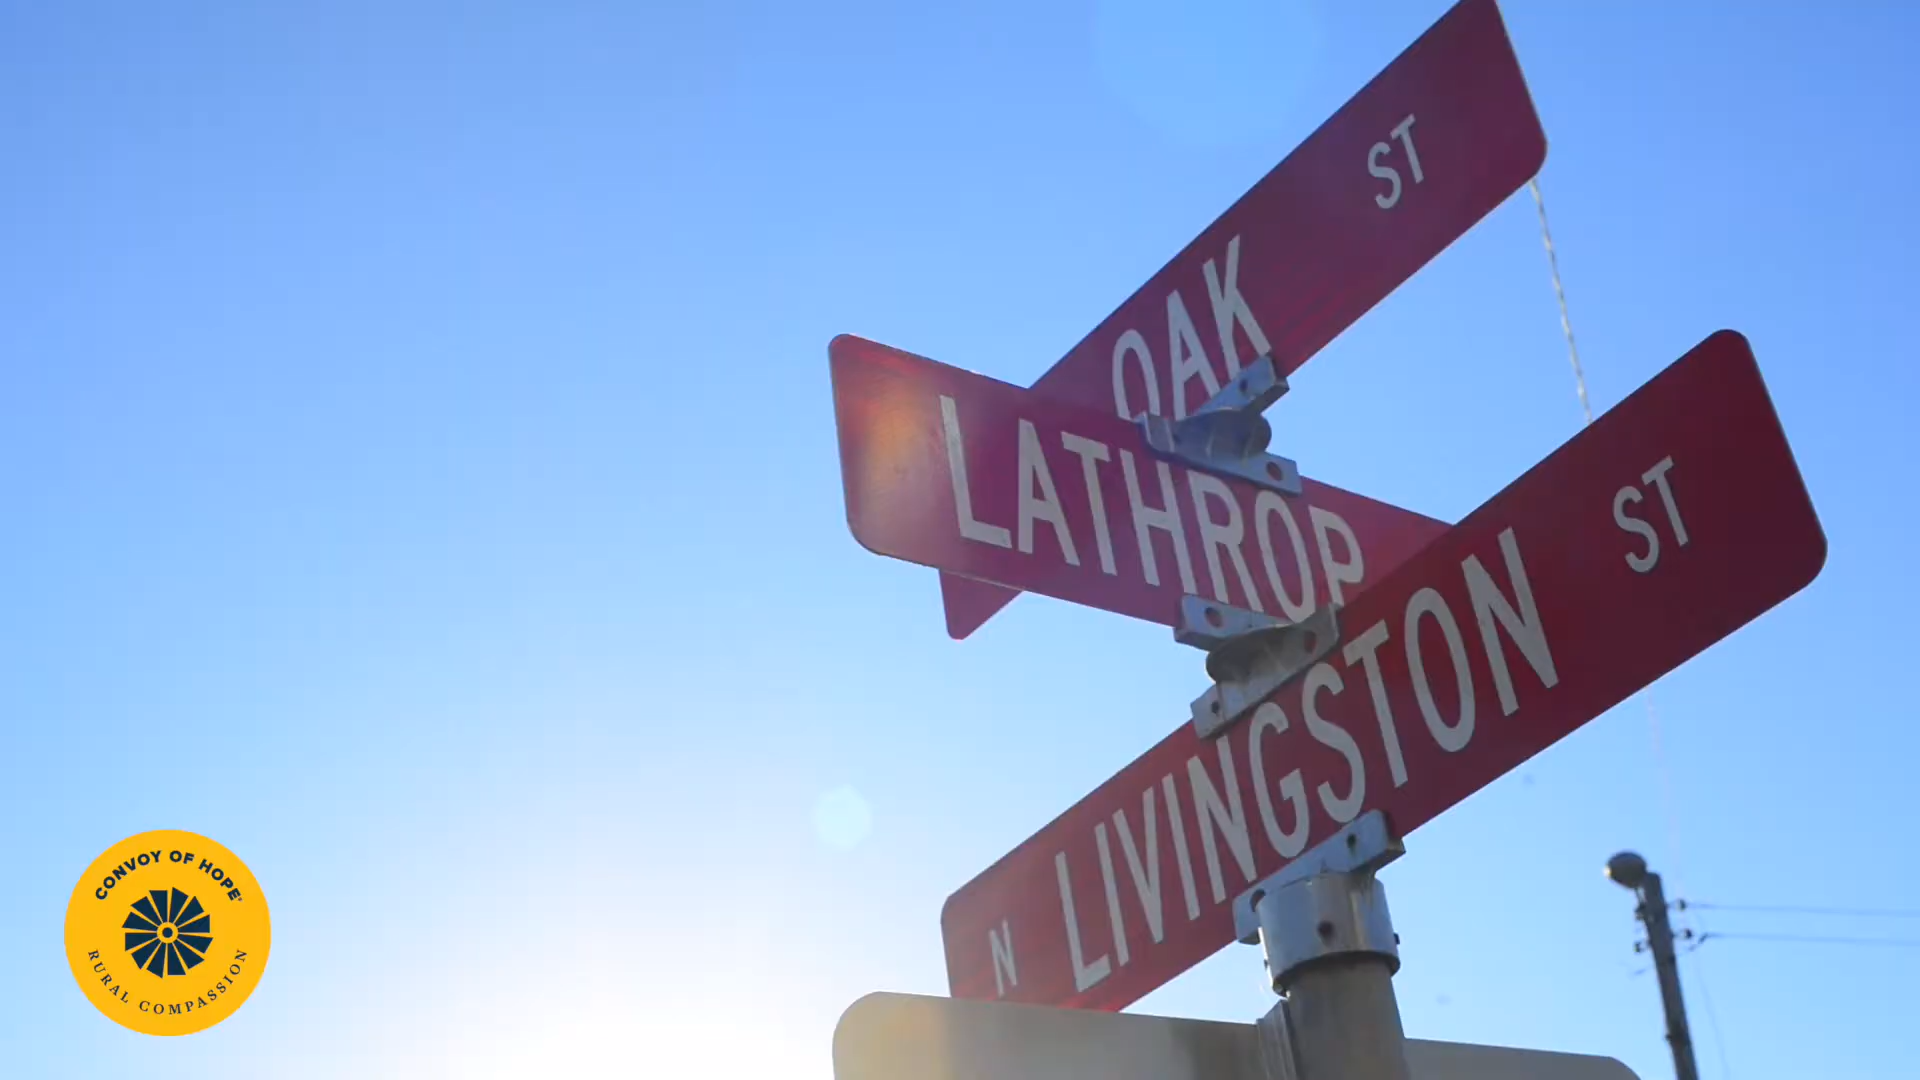 OAK ST
LATHROP
N LIVINGSTON ST
CONVOY OF HOPE
RURAL COMPASSION